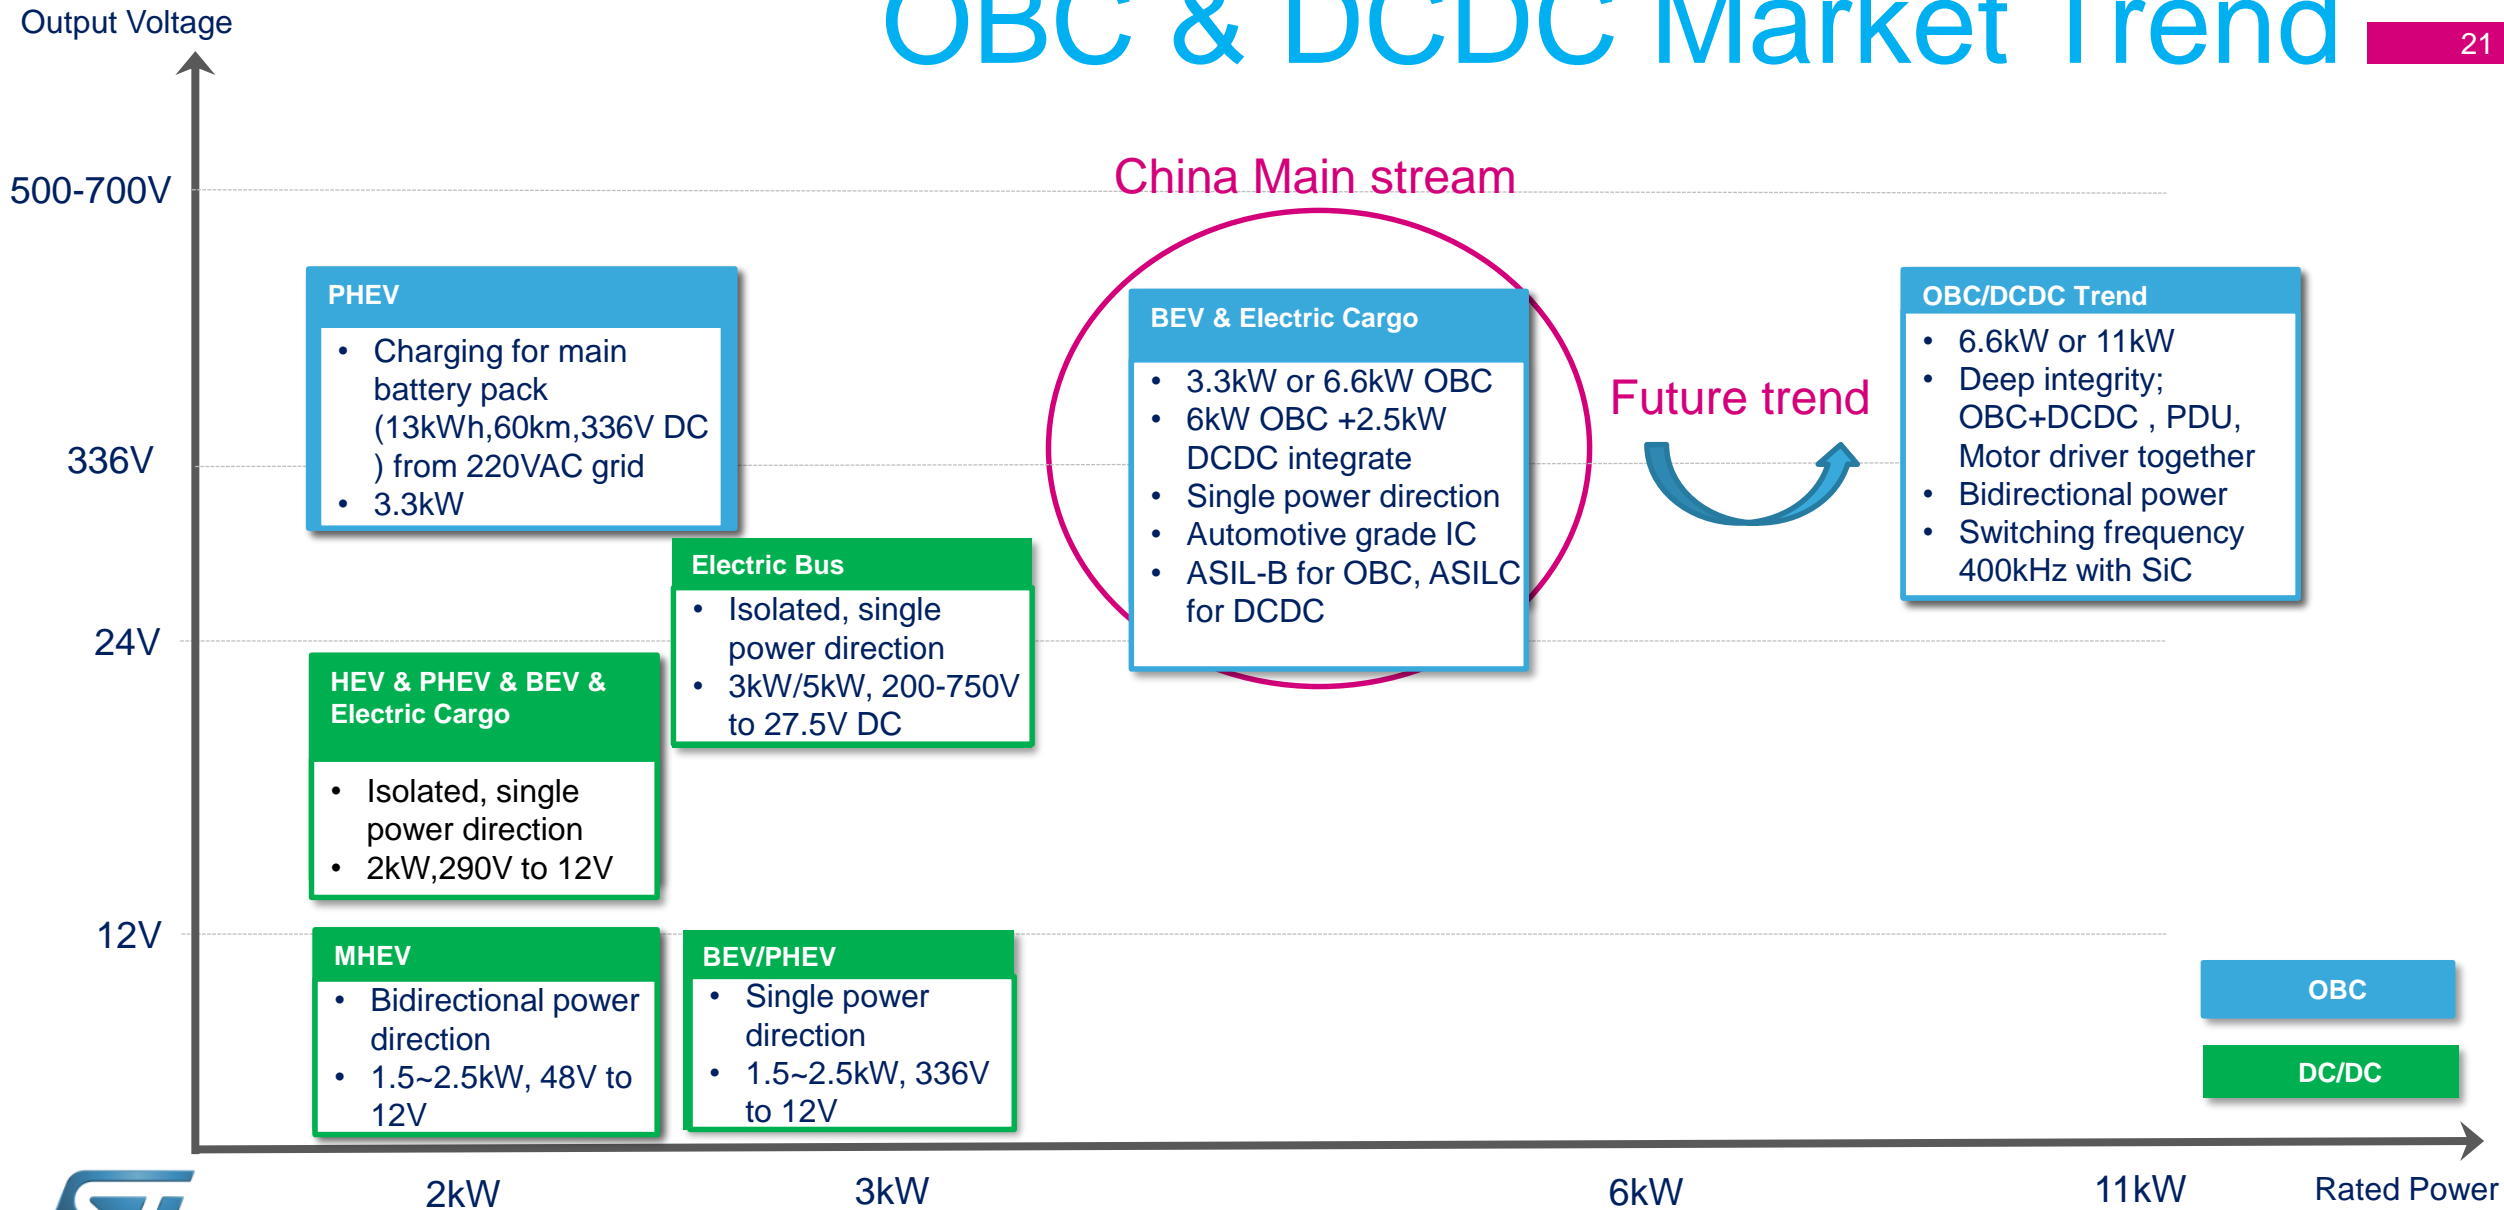 Output Voltage
OBC & DCDC Market Trend
21
500-700V
China Main stream
PHEV
• Charging for main
battery pack
(13kWh,60km,336V DC
) from 220VAC grid
• 3.3kW
BEV & Electric Cargo
• 3.3kW or 6.6kW OBC
• 6kW OBC +2.5kW
DCDC integrate
• Single power direction
• Automotive grade IC
• ASIL-B for OBC, ASILC
for DCDC
Future trend
OBC/DCDC Trend
• 6.6kW or 11kW
• Deep integrity;
OBC+DCDC , PDU,
Motor driver together
• Bidirectional power
• Switching frequency
400kHz with SiC
336V
Electric Bus
• Isolated, single
power direction
• 3kW/5kW, 200-750V
to 27.5V DC
24V
HEV & PHEV & BEV &
Electric Cargo
• Isolated, single
power direction
• 2kW,290V to 12V
12V
MHEV
• Bidirectional power
direction
• 1.5~2.5kW, 48V to
12V
BEV/PHEV
• Single power
direction
• 1.5~2.5kW, 336V
to 12V
OBC
DC/DC
2kW
3kW
6kW
11kW
Rated Power